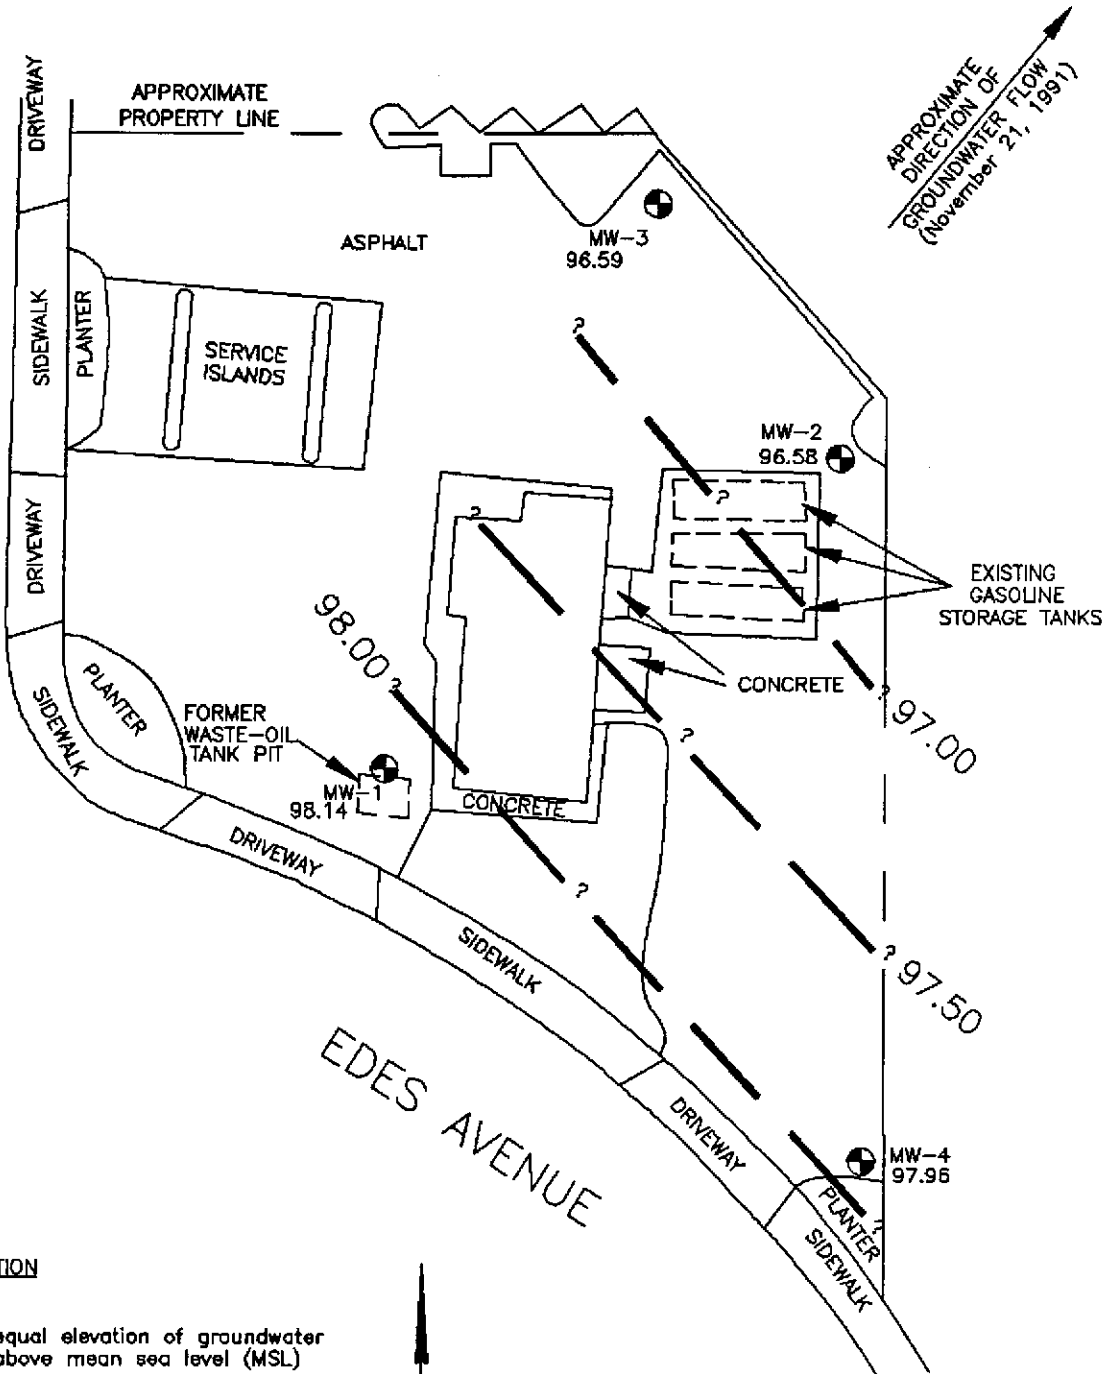 APPROXIMATE
DIRECTION OF
GROUNDWATER FLOW
(November 21, 1991)
DRIVEWAY
APPROXIMATE
PROPERTY LINE
MW-3
96.59
ASPHALT
SIDEWALK
PLANTER
SERVICE
ISLANDS
?
MW-2
96.58
?
?
DRIVEWAY
EXISTING
GASOLINE
STORAGE TANKS
98.00
?
CONCRETE
?
97.00
PLANTER
SIDEWALK
FORMER
WASTE-OIL
TANK PIT
?
MW-1
98.14
CONCRETE
DRIVEWAY
?
?
97.50
SIDEWALK
EDES AVENUE
DRIVEWAY
MW-4
97.96
PLANTER
?
SIDEWALK
TION
equal elevation of groundwater
above mean sea level (MSL)